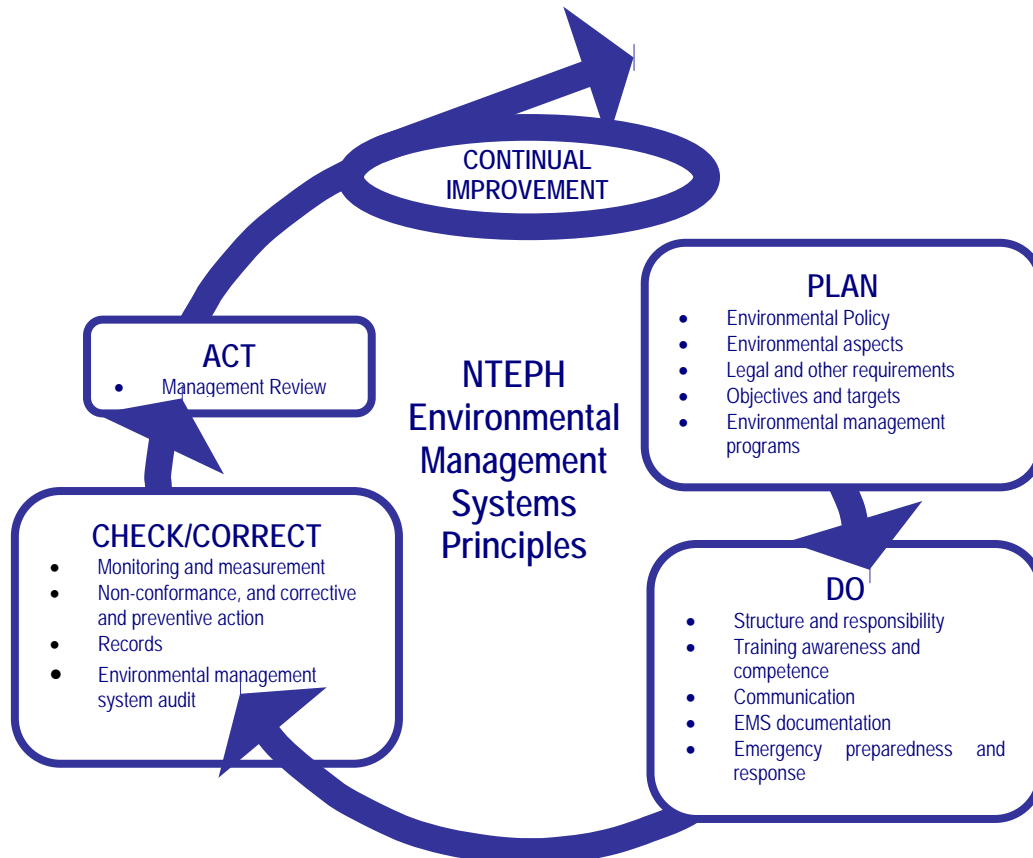 CONTINUAL
IMPROVEMENT
PLAN
• Environmental Policy
• Environmental aspects
• Legal and other requirements
• Objectives and targets
• Environmental management
programs
ACT
• Management Review
NTEPH
Environmental
Management
Systems
Principles
CHECK/CORRECT
• Monitoring and measurement
• Non-conformance, and corrective
and preventive action
• Records
• Environmental management
system audit
DO
• Structure and responsibility
• Training awareness and
competence
• Communication
• EMS documentation
• Emergency preparedness and
response